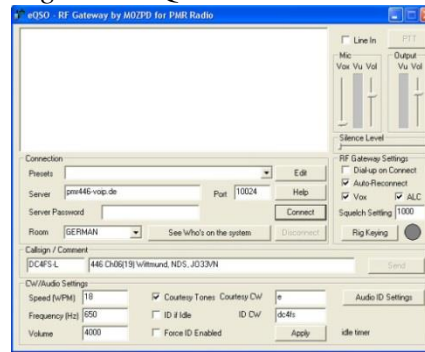 eQSO - RF Gateway by M0ZPD for PMR Radio
Line In
PTT
Mic
Output
Vox Vu Vol
Vu Vol
Silence Level
Connection
Presets
Edit
Server
pmr446-voip.de
Port
10024
Help
Server Password
Connect
Room
GERMAN
See Who's on the system
Disconnect
RF Gateway Settings
Dial-up on Connect
Auto-Reconnect
Vox
ALC
Squelch Setting
1000
Rig Keying
Callsign / Comment
DC4FS-L
446 Ch06(19) Wittmund, NDS, JO33VN
Send
CW/Audio Settings
Speed (WPM)
18
Courtesy Tones
Courtesy CW
e
Audio ID Settings
Frequency (Hz)
650
ID if Idle
ID CW
dc4fs
Volume
4000
Force ID Enabled
Apply
idle timer